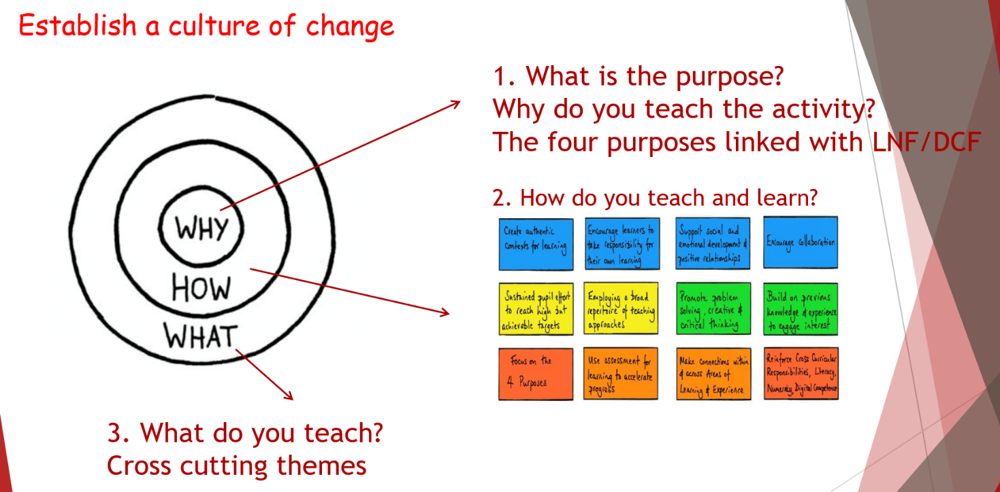 Establish a culture of change
WHY
HOW
WHAT
1. What is the purpose?
Why do you teach the activity?
The four purposes linked with LNF/DCF
2. How do you teach and learn?
Create authentic
contexts for learning
Encourage learners to
take responsibility for
their own learning
Support social and
emotional development &
positive relationships
Encourage collaboration
Sustained pupil effort
to reach high but
achievable targets
Employing a broad
repertoire of teaching
approaches
Promote problem
solving, creative &
critical thinking
Build on previous
knowledge & experience
to engage interest
Focus on the
4 Purposes
Use assessment for
learning to accelerate
progress
Make connections within
& across Areas of
Learning & Experience
Reinforce Cross Curricular
Responsibilities, Literacy,
Numeracy, Digital Competence
3. What do you teach?
Cross cutting themes